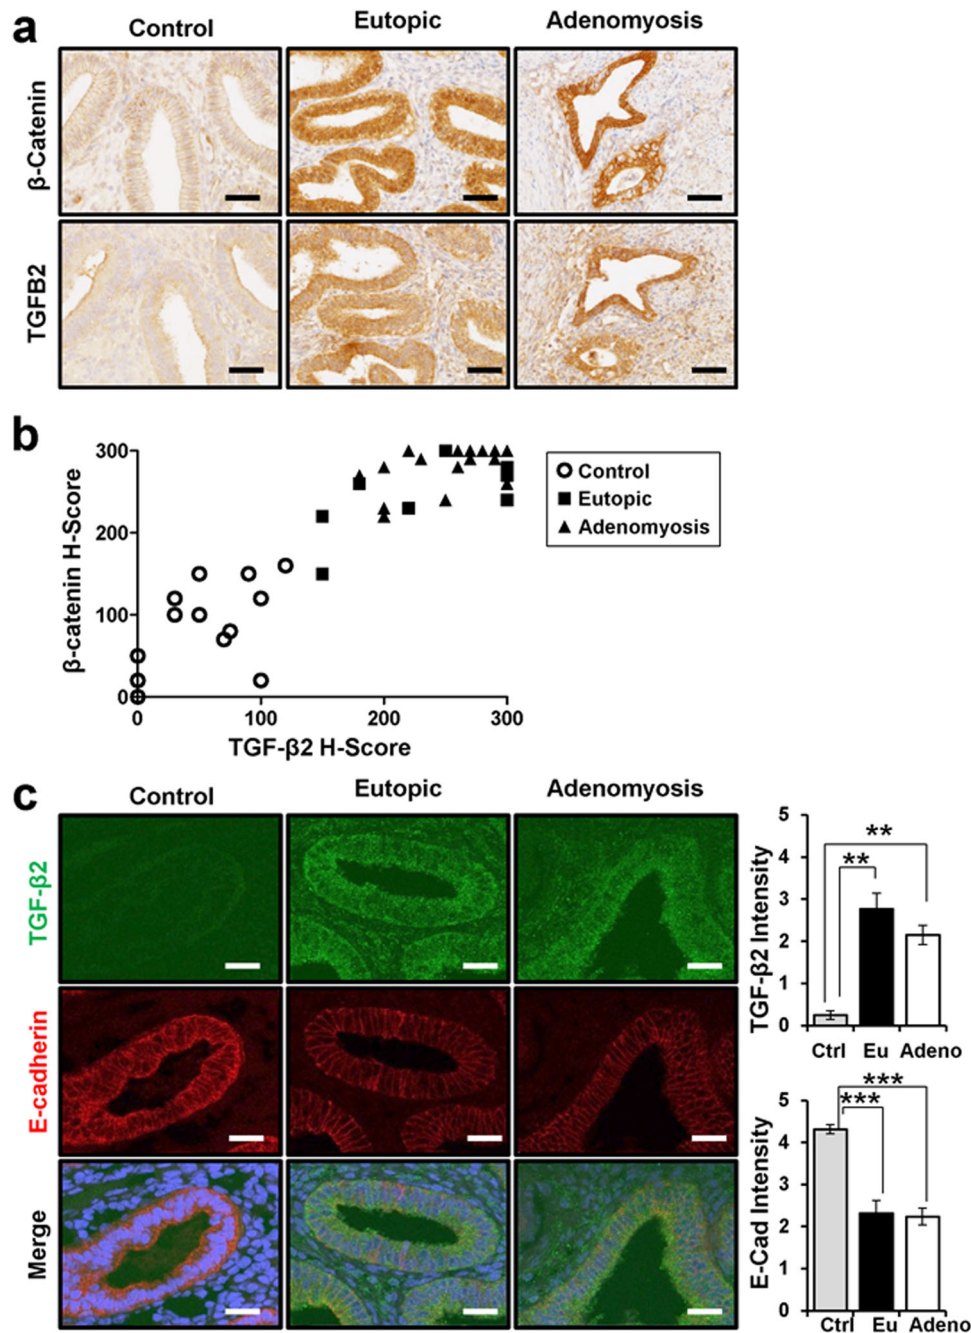 a
Control
Eutopic
Adenomyosis
β-Catenin
TGFB2
b
β-catenin H-Score
300
200
100
0
0
100
200
300
TGF-β2 H-Score
Control
Eutopic
Adenomyosis
c
Control
Eutopic
Adenomyosis
TGF-β2
E-cadherin
Merge
TGF-β2 Intensity
5
4
3
2
1
0
**
**
Ctrl
Eu
Adeno
E-Cad Intensity
5
4
3
2
1
0
***
***
Ctrl
Eu
Adeno